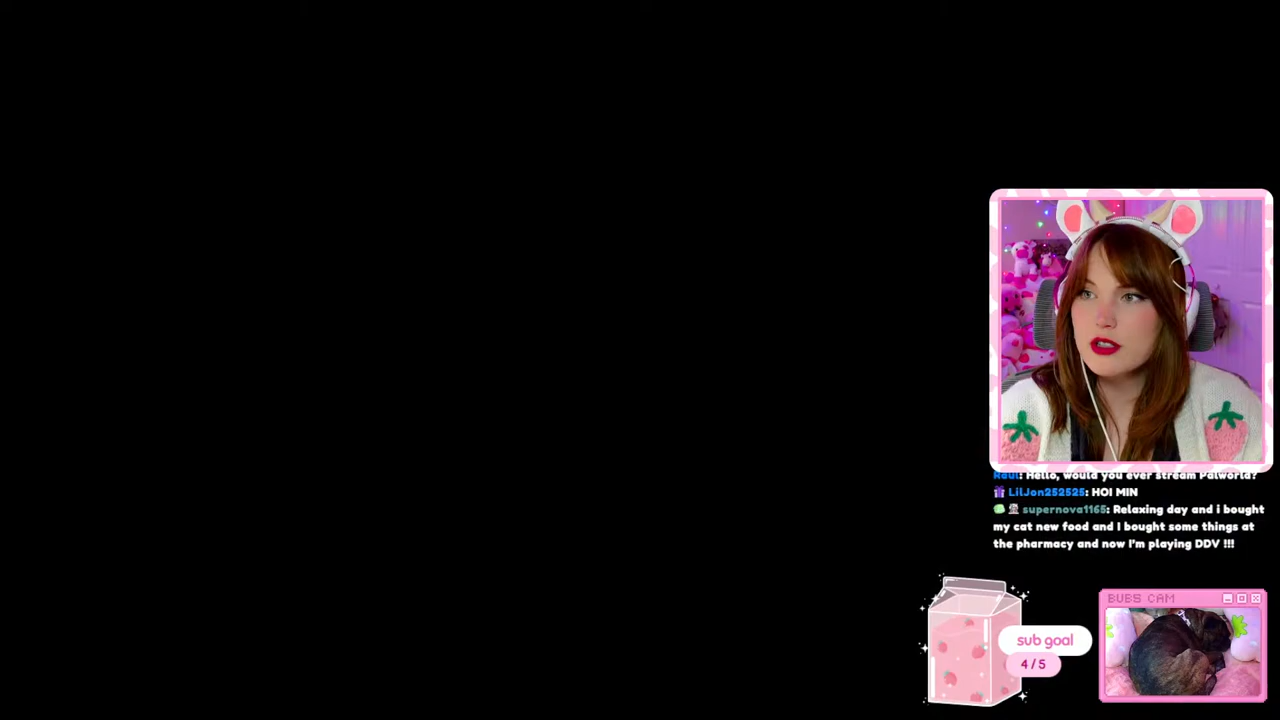 Raul: Hello, would you ever stream Palworld?
LilJon252525: HOI MIN
supernova1165: Relaxing day and i bought
my cat new food and I bought some things at
the pharmacy and now I'm playing DDV !!!
sub goal
4 / 5
BUBS CAM